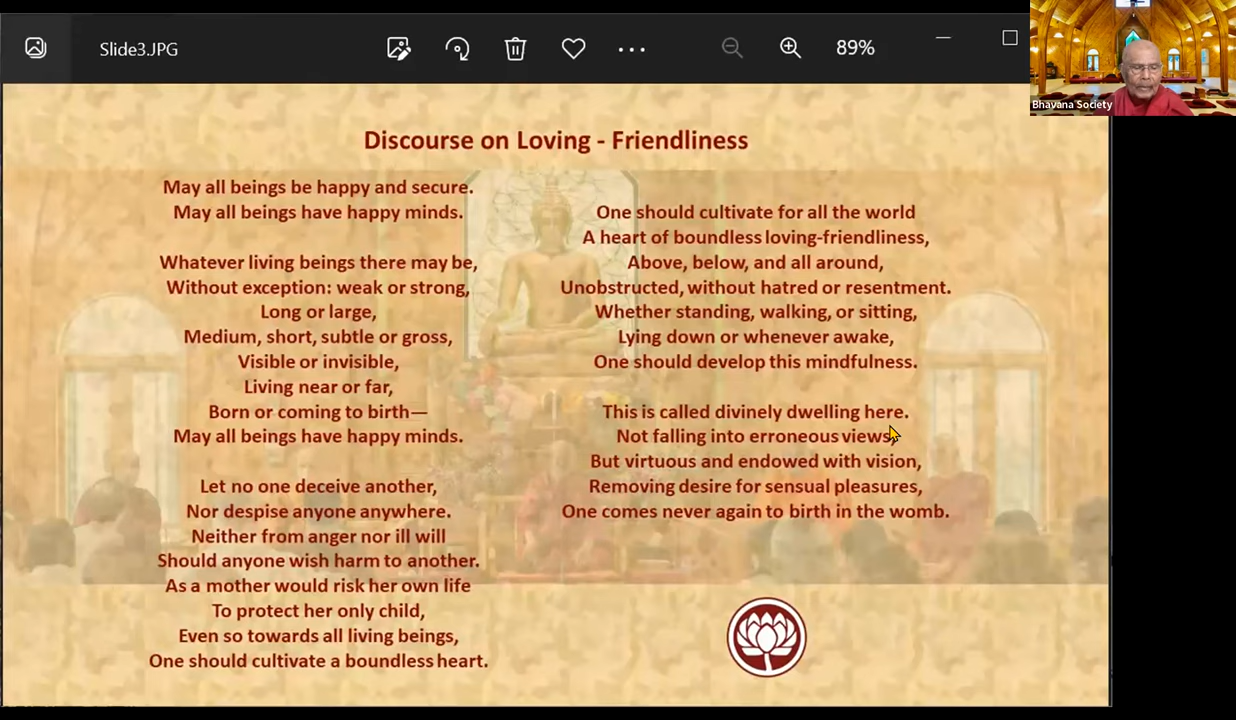 Slide3.JPG
89%
Bhavana Society
Discourse on Loving - Friendliness
May all beings be happy and secure.
May all beings have happy minds.
Whatever living beings there may be,
Without exception: weak or strong,
Long or large,
Medium, short, subtle or gross,
Visible or invisible,
Living near or far,
Born or coming to birth—
May all beings have happy minds.
Let no one deceive another,
Nor despise anyone anywhere.
Neither from anger nor ill will
Should anyone wish harm to another.
As a mother would risk her own life
To protect her only child,
Even so towards all living beings,
One should cultivate a boundless heart.
One should cultivate for all the world
A heart of boundless loving-friendliness,
Above, below, and all around,
Unobstructed, without hatred or resentment.
Whether standing, walking, or sitting,
Lying down or whenever awake,
One should develop this mindfulness.
This is called divinely dwelling here.
Not falling into erroneous views,
But virtuous and endowed with vision,
Removing desire for sensual pleasures,
One comes never again to birth in the womb.